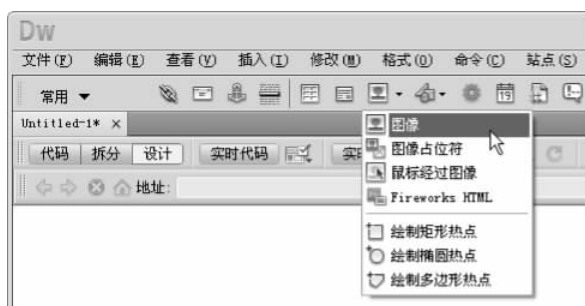 Dw
文件(F) 编辑(E) 查看(V) 插入(I) 修改(M) 格式(O) 命令(C) 站点(S)
常用 19
Untitled-1* ×
图像
代码 拆分 设计 实时代码 实时
图像占位符
鼠标经过图像
地址:
Fireworks HTML
绘制矩形热点
绘制椭圆热点
绘制多边形热点